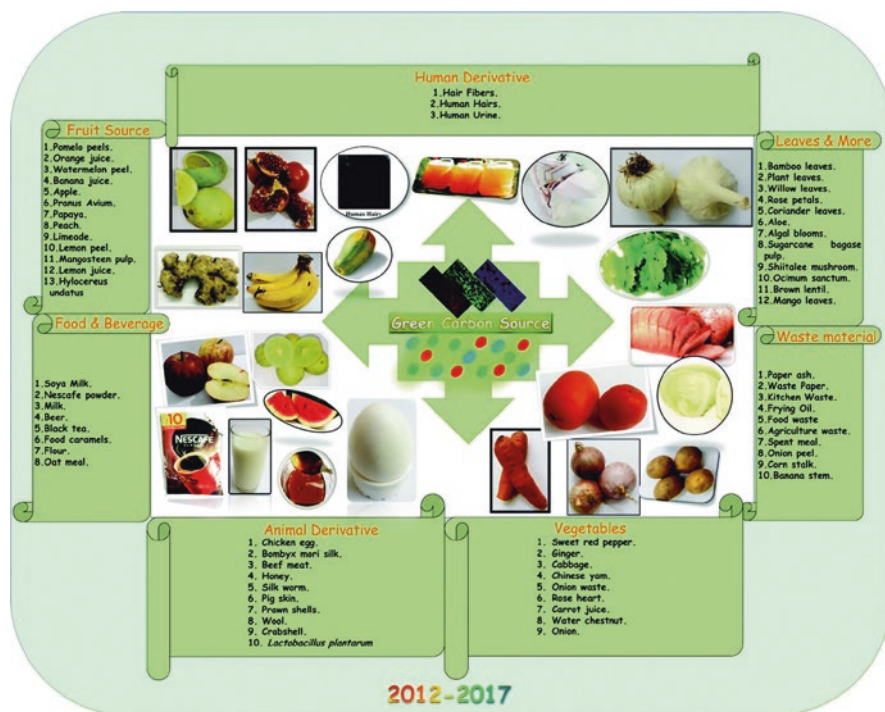 Human Derivative
1.Hair Fibers.
2.Human Hairs.
3.Human Urine.
Fruit Source
1.Pomelo peels.
2.Orange juice.
3.Watermelon peel.
4.Banana juice.
5.Apple.
6.Prunus Avium.
7.Papaya.
8.Peach.
9.Limeade.
10.Lemon peel.
11.Mangosteen pulp.
12.Lemon juice.
13.Hylocereus
undatus
Leaves & More
1.Bamboo leaves.
2.Plant leaves.
3.Willow leaves.
4.Rose petals.
5.Coriander leaves.
6.Aloe.
7.Algal blooms.
8.Sugarcane bagase
pulp.
9.Shiitalee mushroom.
10.Ocimum sanctum.
11.Brown lentil.
12.Mango leaves.
Human Hairs
Green Carbon Source
Food & Beverage
1.Soya Milk.
2.Nescafe powder.
3.Milk.
4.Beer.
5.Black tea.
6.Food caramels.
7.Flour.
8.Oat meal.
10
NESCAFE
Waste material
1.Paper ash.
2.Waste Paper.
3.Kitchen Waste.
4.Frying Oil.
5.Food waste
6.Agriculture waste.
7.Spent meal.
8.Onion peel.
9.Corn stalk.
10.Banana stem.
Animal Derivative
1. Chicken egg.
2. Bombyx mori silk.
3. Beef meat.
4. Honey.
5. Silk worm.
6. Pig skin.
7. Prawn shells.
8. Wool.
9. Crabshell.
10. Lactobacillus plantarum
Vegetables
1. Sweet red pepper.
2. Ginger.
3. Cabbage.
4. Chinese yam.
5. Onion waste.
6. Rose heart.
7. Carrot juice.
8. Water chestnut.
9. Onion.
2012-2017